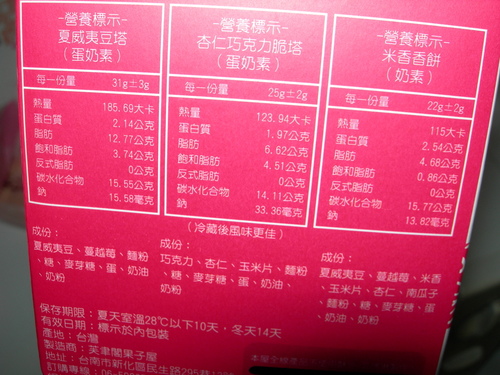 -營養標示-
夏威夷豆塔
(蛋奶素)
每一份量 31g±3g
熱量 185.69大卡
蛋白質 2.14公克
脂肪 12.77公克
飽和脂肪 3.74公克
反式脂肪 0公克
碳水化合物 15.55公克
鈉 15.58毫克
-營養標示-
杏仁巧克力脆塔
(蛋奶素)
每一份量 25g±2g
熱量 123.94大卡
蛋白質 1.97公克
脂肪 6.62公克
飽和脂肪 4.51公克
反式脂肪 0公克
碳水化合物 14.11公克
鈉 33.36毫克
-營養標示-
米香香餅
(奶素)
每一份量 22g±2g
熱量 115大卡
蛋白質 2.54公克
脂肪 4.68公克
飽和脂肪 0.86公克
反式脂肪 0公克
碳水化合物 15.77公克
鈉 13.82毫克
(冷藏後風味更佳)
成份：
夏威夷豆、蔓越莓、麵粉
、糖、麥芽糖、蛋、奶油
、奶粉
成份：
巧克力、杏仁、玉米片、麵粉
、糖、麥芽糖、蛋、奶油、
奶粉
成份：
夏威夷豆、蔓越莓、米香
、玉米片、杏仁、南瓜子
、麵粉、糖、麥芽糖、蛋
、奶油、奶粉
保存期限：夏天室溫28℃以下10天，冬天14天
有效日期：標示於內包裝
產地：台灣
製造商：芙聿閣果子屋
地址：台南市新化區民生路295巷
訂購專線：06-